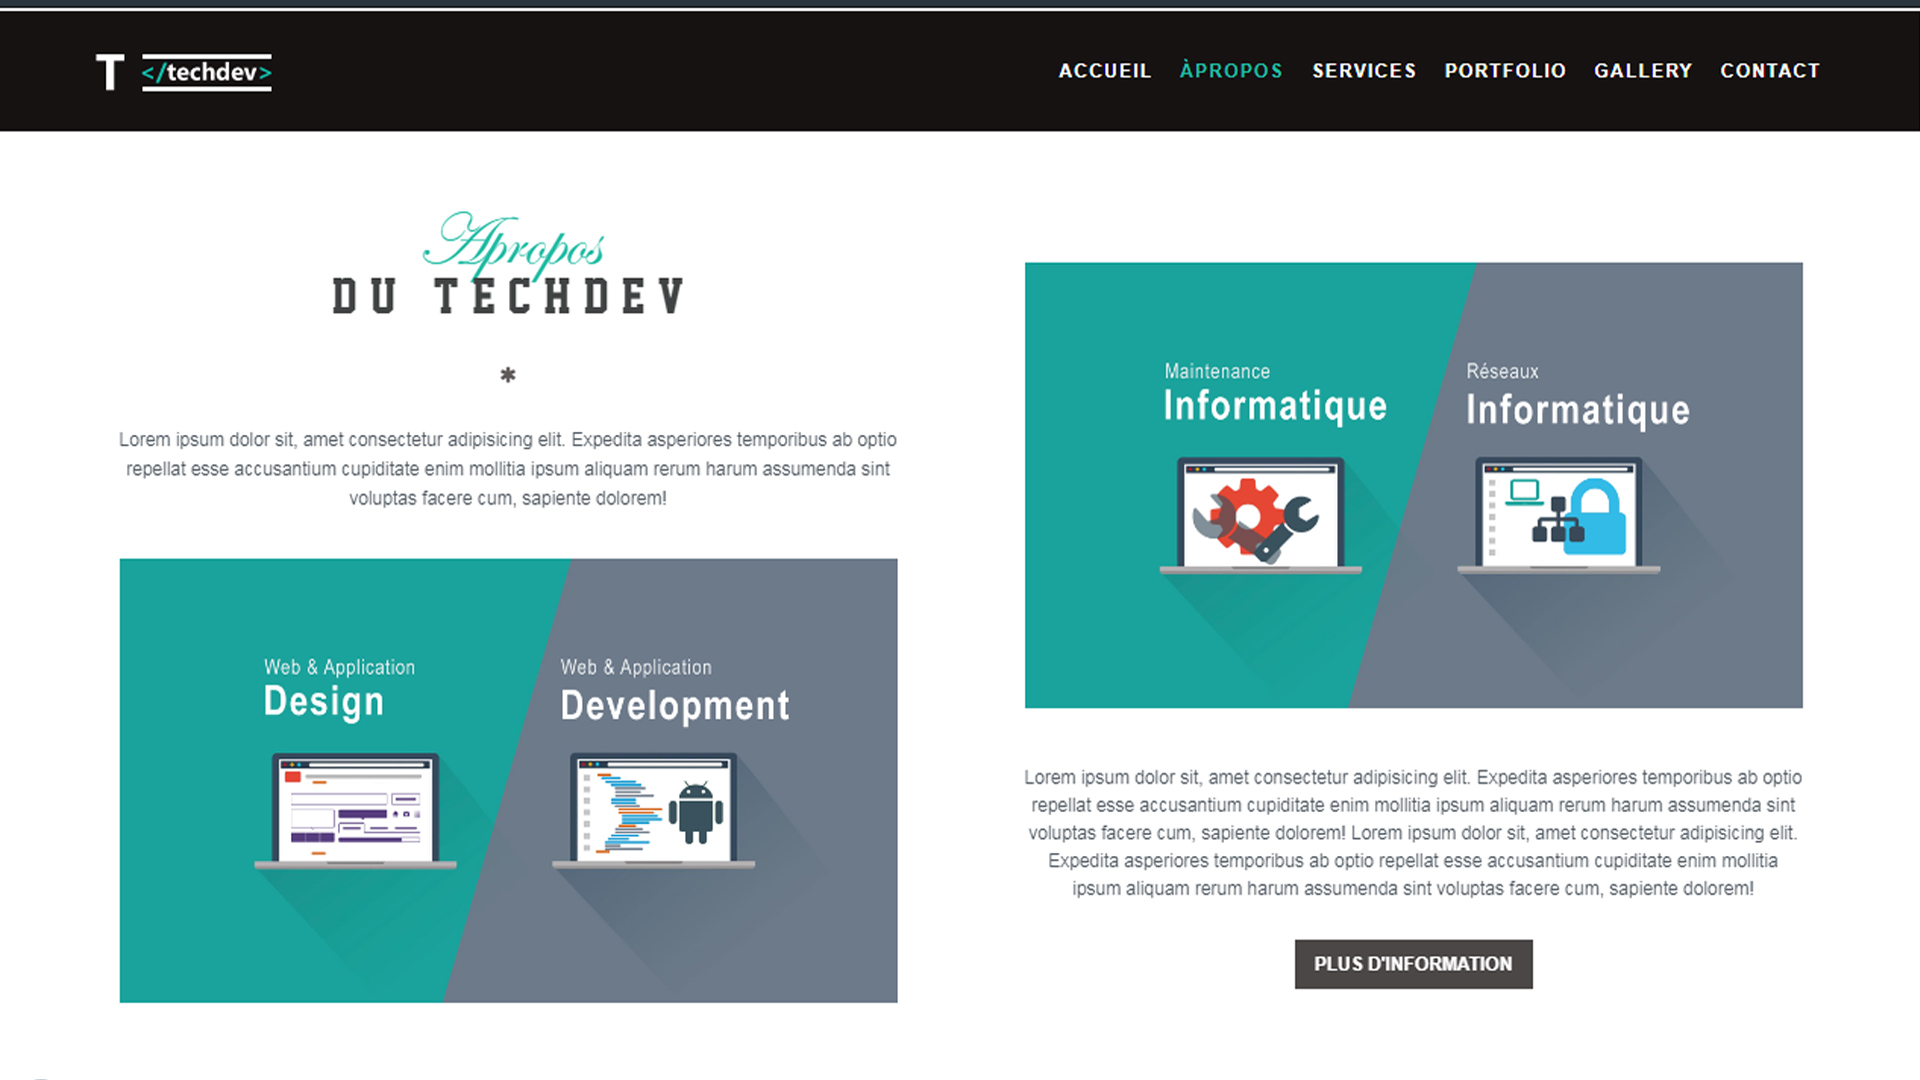 T </techdev>
ACCUEIL ÀPROPOS SERVICES PORTFOLIO GALLERY CONTACT
Apropos
DU TECHDEV
*
Lorem ipsum dolor sit, amet consectetur adipisicing elit. Expedita asperiores temporibus ab optio
repellat esse accusantium cupiditate enim mollitia ipsum aliquam rerum harum assumenda sint
voluptas facere cum, sapiente dolorem!
Web & Application
Design
Web & Application
Development
Maintenance
Informatique
Réseaux
Informatique
Lorem ipsum dolor sit, amet consectetur adipisicing elit. Expedita asperiores temporibus ab optio
repellat esse accusantium cupiditate enim mollitia ipsum aliquam rerum harum assumenda sint
voluptas facere cum, sapiente dolorem! Lorem ipsum dolor sit, amet consectetur adipisicing elit.
Expedita asperiores temporibus ab optio repellat esse accusantium cupiditate enim mollitia
ipsum aliquam rerum harum assumenda sint voluptas facere cum, sapiente dolorem!
PLUS D'INFORMATION